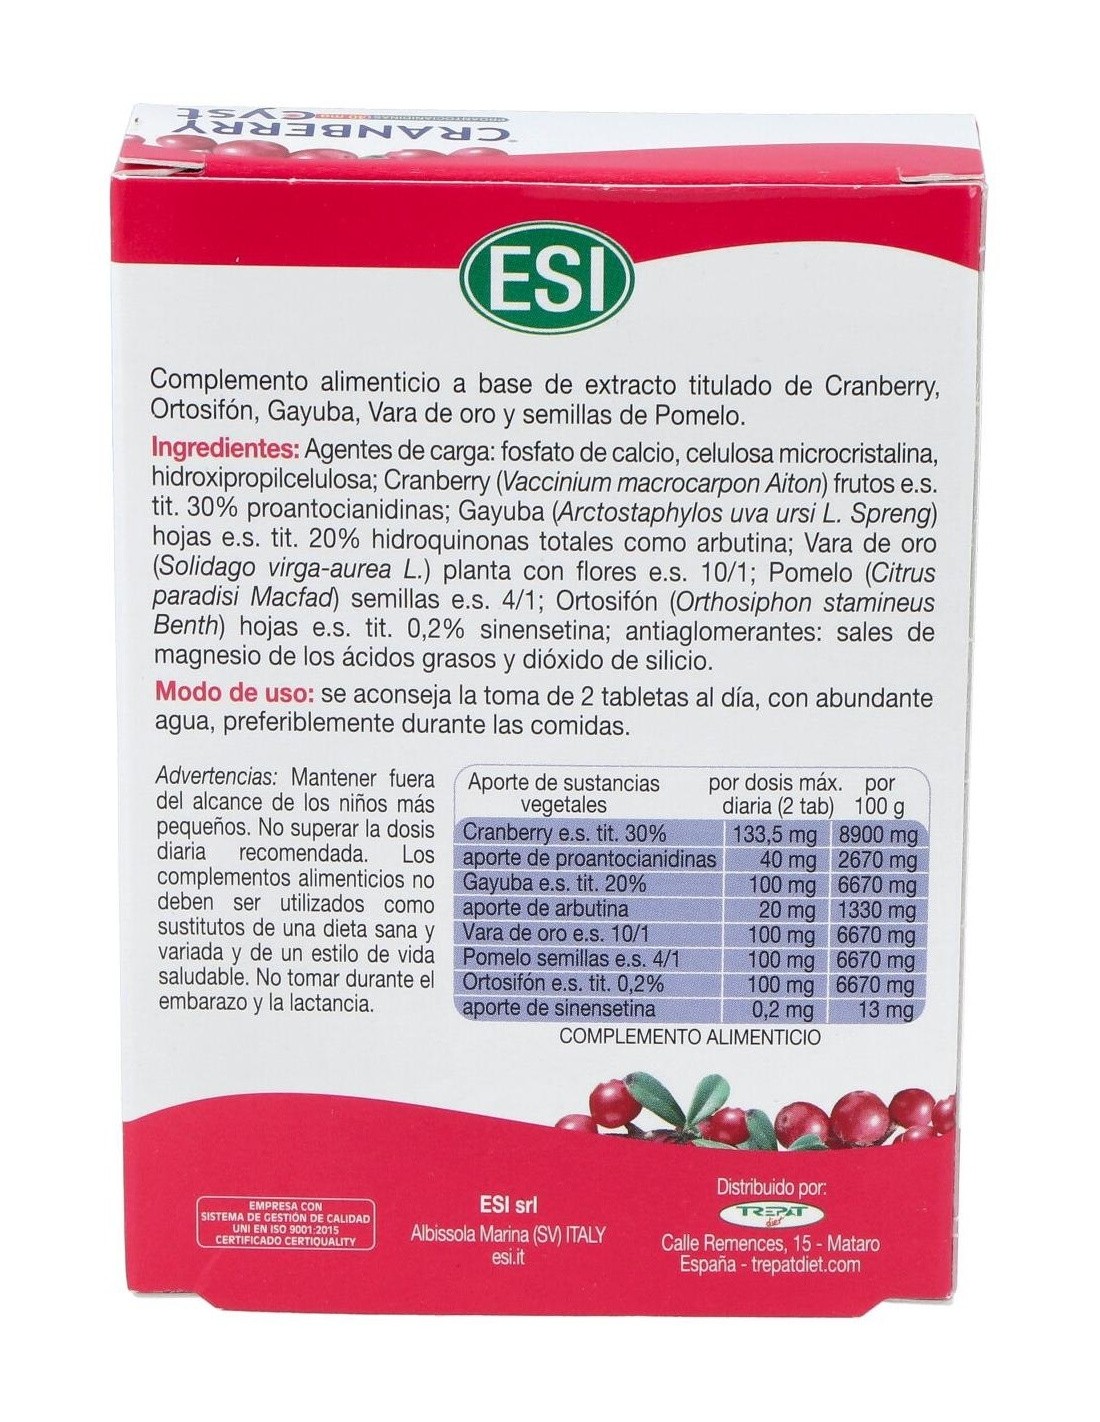 CRANBERRY
Cyst
ESI
Complemento alimenticio a base de extracto titulado de Cranberry,
Ortosifón, Gayuba, Vara de oro y semillas de Pomelo.
Ingredientes: Agentes de carga: fosfato de calcio, celulosa microcristalina,
hidroxipropilcelulosa; Cranberry (Vaccinium macrocarpon Aiton) frutos e.s.
tit. 30% proantocianidinas; Gayuba (Arctostaphylos uva ursi L. Spreng)
hojas e.s. tit. 20% hidroquinonas totales como arbutina; Vara de oro
(Solidago virga-aurea L.) planta con flores e.s. 10/1; Pomelo (Citrus
paradisi Macfad) semillas e.s. 4/1; Ortosifón (Orthosiphon stamineus
Benth) hojas e.s. tit. 0,2% sinensetina; antiaglomerantes: sales de
magnesio de los ácidos grasos y dióxido de silicio.
Modo de uso: se aconseja la toma de 2 tabletas al día, con abundante
agua, preferiblemente durante las comidas.
Advertencias: Mantener fuera
del alcance de los niños más
pequeños. No superar la dosis
diaria recomendada. Los
complementos alimenticios no
deben ser utilizados como
sustitutos de una dieta sana y
variada y de un estilo de vida
saludable. No tomar durante el
embarazo y la lactancia.
Aporte de sustancias por dosis máx. por
vegetales diaria (2 tab) 100 g
Cranberry e.s. tit. 30% 133,5 mg 8900 mg
aporte de proantocianidinas 40 mg 2670 mg
Gayuba e.s. tit. 20% 100 mg 6670 mg
aporte de arbutina 20 mg 1330 mg
Vara de oro e.s. 10/1 100 mg 6670 mg
Pomelo semillas e.s. 4/1 100 mg 6670 mg
Ortosifón e.s. tit. 0,2% 100 mg 6670 mg
aporte de sinensetina 0,2 mg 13 mg
COMPLEMENTO ALIMENTICIO
EMPRESA CON
SISTEMA DE GESTIÓN DE CALIDAD
UNI EN ISO 9001:2015
CERTIFICADO CERTIQUALITY
ESI srl
Albissola Marina (SV) ITALY
esi.it
Distribuido por:
TREPAT
diet
Calle Remences, 15 - Mataro
España - trepatdiet.com